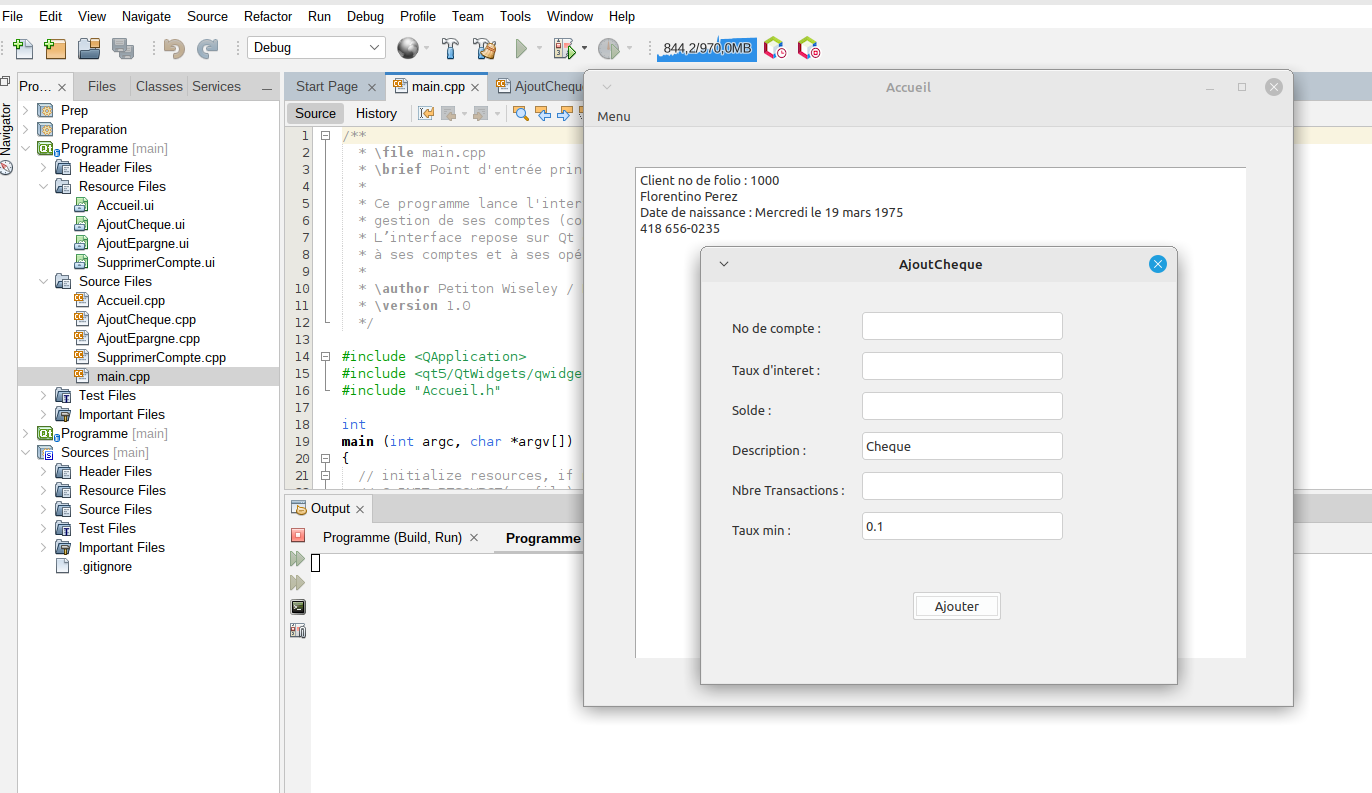 File Edit View Navigate Source Refactor Run Debug Profile Team Tools Window Help
Debug
844,2/970,0MB
Pro... Files Classes Services
Navigator
Prep
Preparation
Programme [main]
Header Files
Resource Files
Accueil.ui
AjoutCheque.ui
AjoutEpargne.ui
SupprimerCompte.ui
Source Files
Accueil.cpp
AjoutCheque.cpp
AjoutEpargne.cpp
SupprimerCompte.cpp
main.cpp
Test Files
Important Files
Programme [main]
Sources [main]
Header Files
Resource Files
Source Files
Test Files
Important Files
.gitignore
Start Page main.cpp AjoutChequ
Source History
1 /**
2 * \file main.cpp
3 * \brief Point d'entrée prin
4 *
5 * Ce programme lance l'inter
6 * gestion de ses comptes (co
7 * L’interface repose sur Qt
8 * à ses comptes et à ses opé
9 *
10 * \author Petiton Wiseley /
11 * \version 1.0
12 */
13
14 #include <QApplication>
15 #include <qt5/QtWidgets/qwidge
16 #include "Accueil.h"
17
18 int
19 main (int argc, char *argv[])
20 {
21 // initialize resources, if
Output
Programme (Build, Run) Programme
Accueil
Menu
Client no de folio : 1000
Florentino Perez
Date de naissance : Mercredi le 19 mars 1975
418 656-0235
AjoutCheque
No de compte :
Taux d'interet :
Solde :
Description : Cheque
Nbre Transactions :
Taux min : 0.1
Ajouter